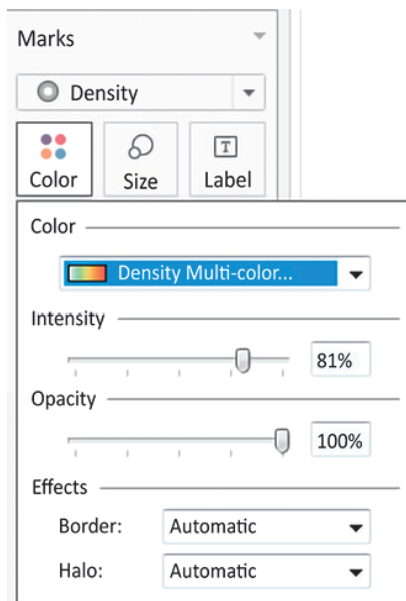 Marks
Density
Color Size Label
Color
Density Multi-color...
Intensity
81%
Opacity
100%
Effects
Border: Automatic
Halo: Automatic